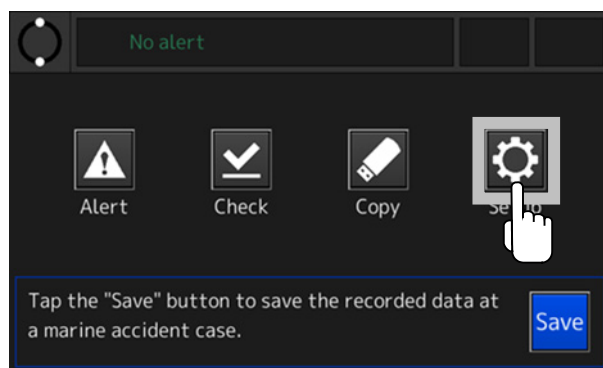 No alert
Alert Check Copy
Tap the "Save" button to save the recorded data at
a marine accident case.
Save